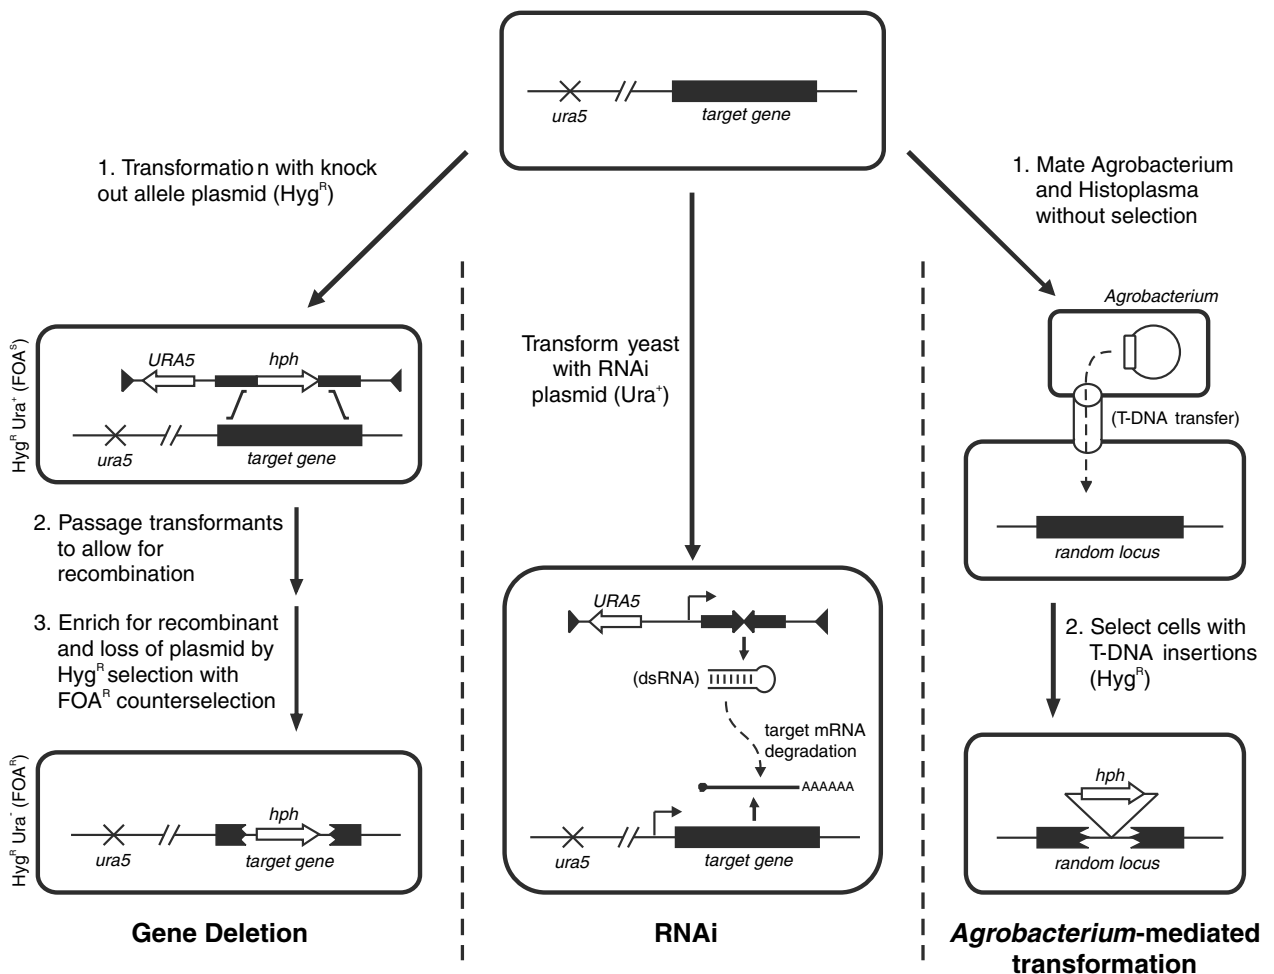 ura5
target gene
1. Transformation with knock
out allele plasmid (Hyg^R)
Hyg^R Ura^+ (FOA^S)
URA5
hph
ura5
target gene
2. Passage transformants
to allow for
recombination
3. Enrich for recombinant
and loss of plasmid by
Hyg^R selection with
FOA^R counterselection
Hyg^R Ura^- (FOA^R)
hph
ura5
target gene
Gene Deletion
Transform yeast
with RNAi
plasmid (Ura^+)
URA5
(dsRNA)
target mRNA
degradation
AAAAAA
ura5
target gene
RNAi
1. Mate Agrobacterium
and Histoplasma
without selection
Agrobacterium
(T-DNA transfer)
random locus
2. Select cells with
T-DNA insertions
(Hyg^R)
hph
random locus
Agrobacterium-mediated
transformation